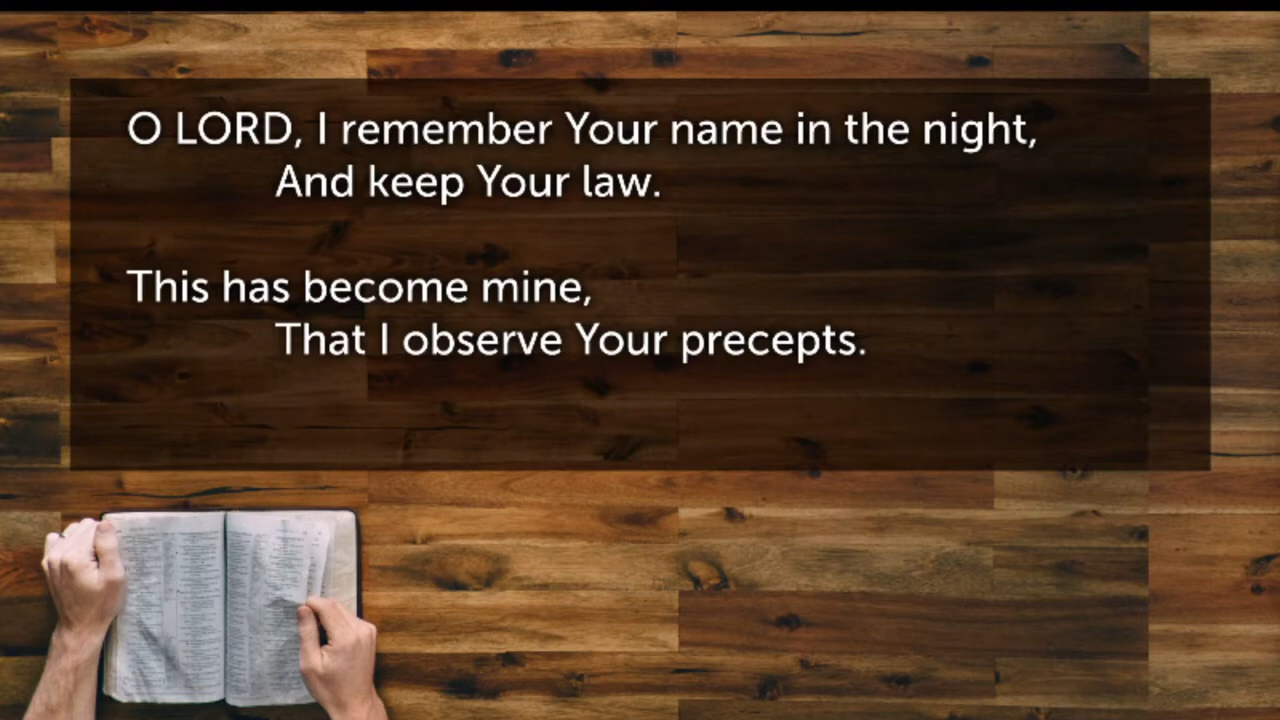 O LORD, I remember Your name in the night,
And keep Your law.
This has become mine,
That I observe Your precepts.